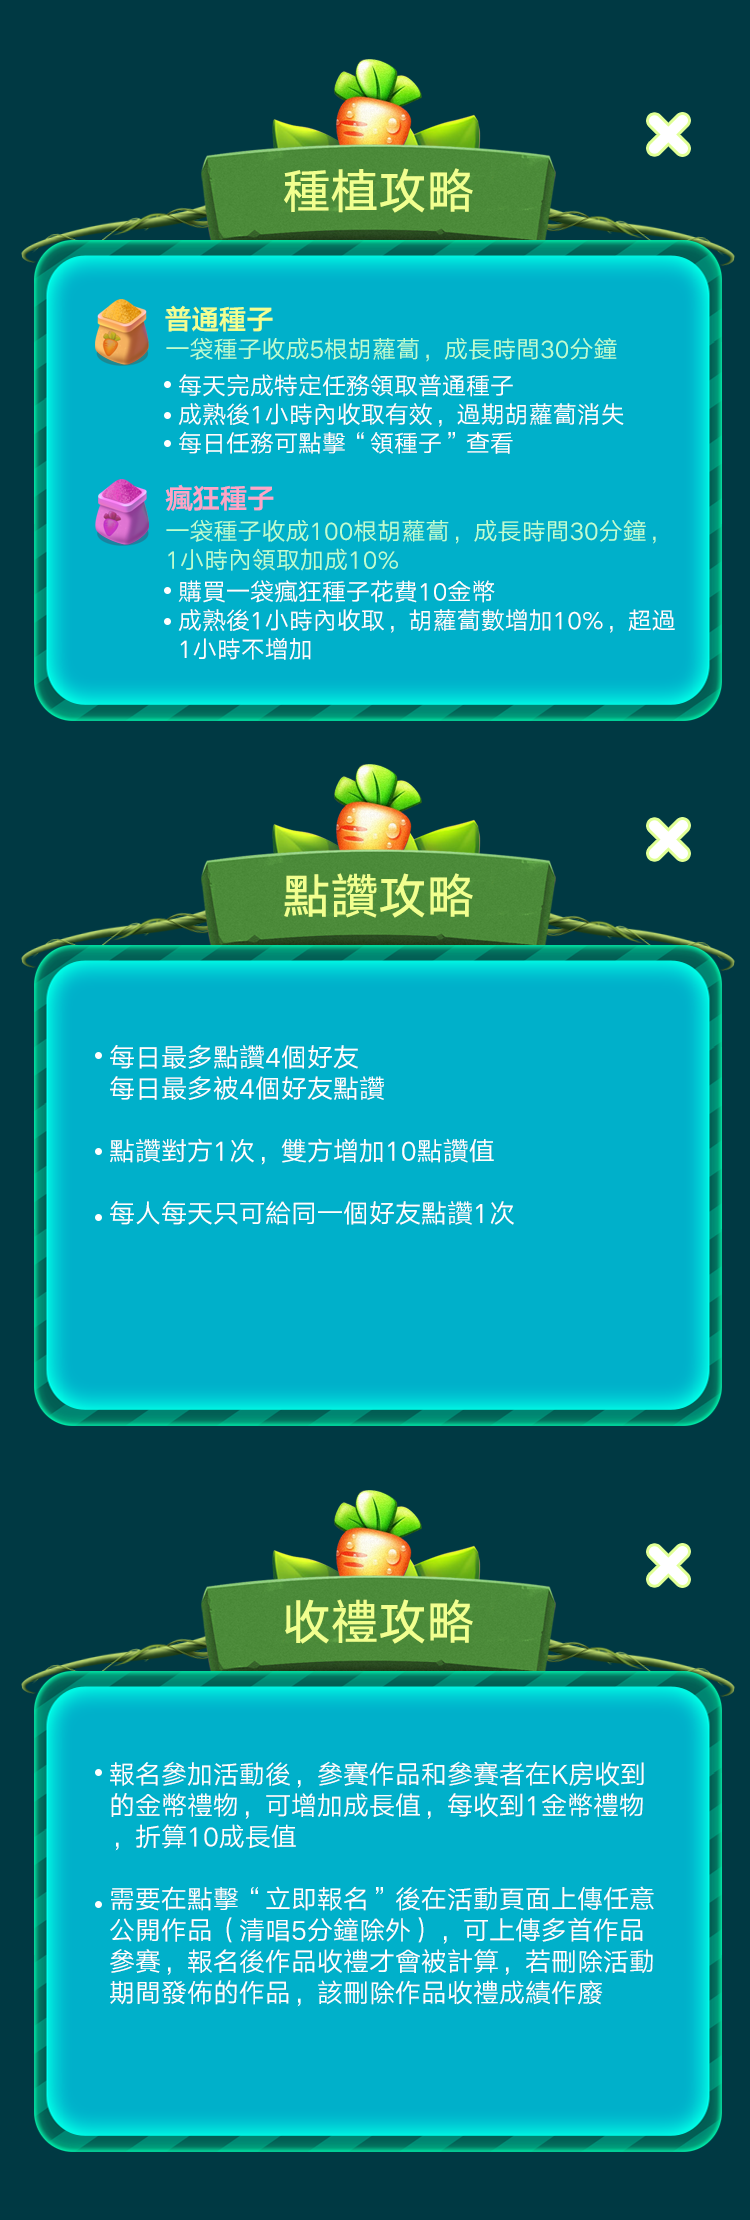 種植攻略
普通種子
一袋種子收成5根胡蘿蔔，成長時間30分鐘
•每天完成特定任務領取普通種子
•成熟後1小時內收取有效，過期胡蘿蔔消失
•每日任務可點擊“領種子”查看
瘋狂種子
一袋種子收成100根胡蘿蔔，成長時間30分鐘，
1小時內領取加成10%
•購買一袋瘋狂種子花費10金幣
•成熟後1小時內收取，胡蘿蔔數增加10%，超過
1小時不增加
點讚攻略
•每日最多點讚4個好友
每日最多被4個好友點讚
•點讚對方1次，雙方增加10點讚值
•每人每天只可給同一個好友點讚1次
收禮攻略
•報名參加活動後，參賽作品和參賽者在K房收到
的金幣禮物，可增加成長值，每收到1金幣禮物
，折算10成長值
•需要在點擊“立即報名”後在活動頁面上傳任意
公開作品（清唱5分鐘除外），可上傳多首作品
參賽，報名後作品收禮才會被計算，若刪除活動
期間發佈的作品，該刪除作品收禮成績作廢